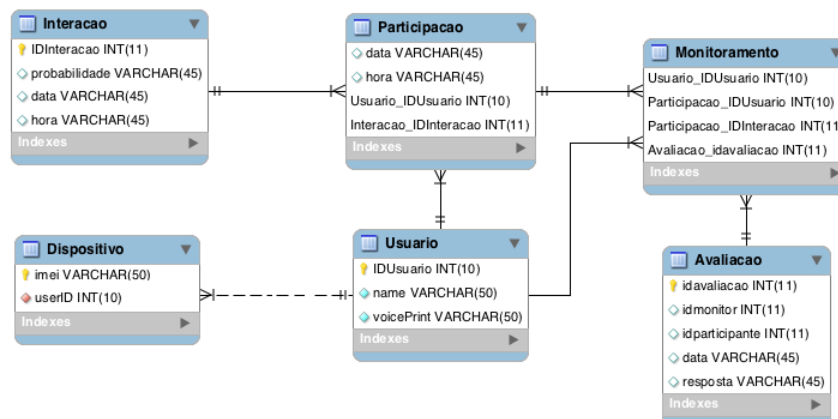 Interacao
IDInteracao INT(11)
probabilidade VARCHAR(45)
data VARCHAR(45)
hora VARCHAR(45)
Indexes
Participacao
data VARCHAR(45)
hora VARCHAR(45)
Usuario_IDUsuario INT(10)
Interacao_IDInteracao INT(11)
Indexes
Monitoramento
Usuario_IDUsuario INT(10)
Participacao_IDUsuario INT(10)
Participacao_IDInteracao INT(11
Avaliacao_idavaliacao INT(11)
Indexes
Dispositivo
imei VARCHAR(50)
userID INT(10)
Indexes
Usuario
IDUsuario INT(10)
name VARCHAR(50)
voicePrint VARCHAR(50)
Indexes
Avaliacao
idavaliacao INT(11)
idmonitor INT(11)
idparticipante INT(11)
data VARCHAR(45)
resposta VARCHAR(45)
Indexes